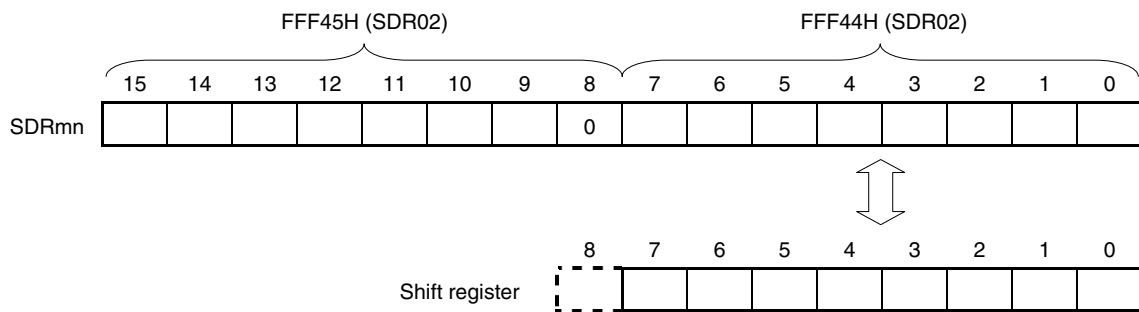 FFF45H (SDR02) FFF44H (SDR02)
15 14 13 12 11 10 9 8 7 6 5 4 3 2 1 0
SDRmn 0
8 7 6 5 4 3 2 1 0
Shift register